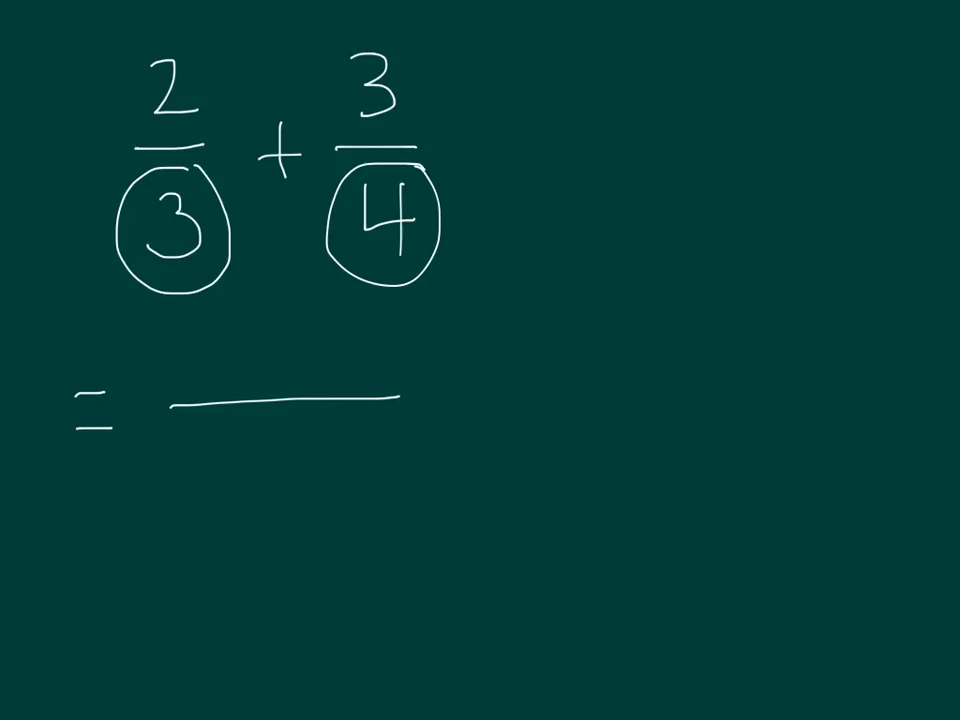 2/3 + 3/4
=